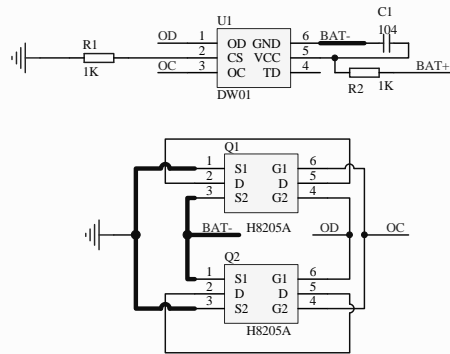 U1
C1
OD 1 OD GND 6 BAT- 104
R1 2 CS VCC 5
1K OC 3 OC TD 4 R2 1K BAT+
DW01
Q1
1 S1 G1 6
2 D D 5
3 S2 G2 4
BAT- H8205A OD OC
Q2
1 S1 G1 6
2 D D 5
3 S2 G2 4
H8205A